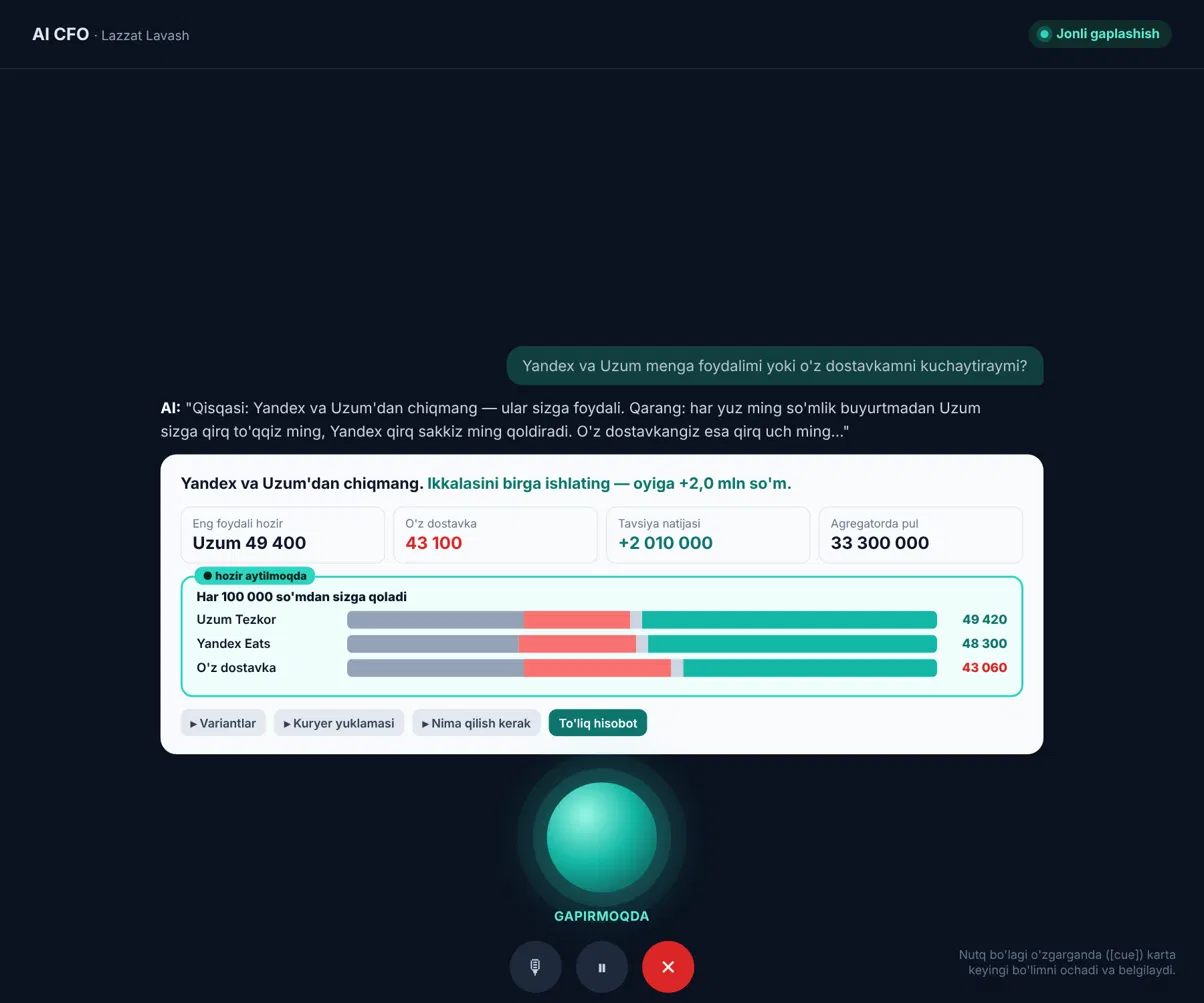 AI CFO · Lazzat Lavash
Jonli gaplashish
Yandex va Uzum menga foydalimi yoki o'z dostavkamni kuchaytiraymi?
AI: "Qisqasi: Yandex va Uzum'dan chiqmang — ular sizga foydali. Qarang: har yuz ming so'mlik buyurtmadan Uzum
sizga qirq to'qqiz ming, Yandex qirq sakkiz ming qoldiradi. O'z dostavkangiz esa qirq uch ming..."
Yandex va Uzum'dan chiqmang. Ikkalasini birga ishlating — oyiga +2,0 mln so'm.
Eng foydali hozir
Uzum 49 400
O'z dostavka
43 100
Tavsiya natijasi
+2 010 000
Agregatorda pul
33 300 000
hozir aytilmoqda
Har 100 000 so'mdan sizga qoladi
Uzum Tezkor 49 420
Yandex Eats 48 300
O'z dostavka 43 060
▸ Variantlar
▸ Kuryer yuklamasi
▸ Nima qilish kerak
To'liq hisobot
GAPIRMOQDA
Nutq bo'lagi o'zgarganda ([cue]) karta
keyingi bo'limni ochadi va belgilaydi.